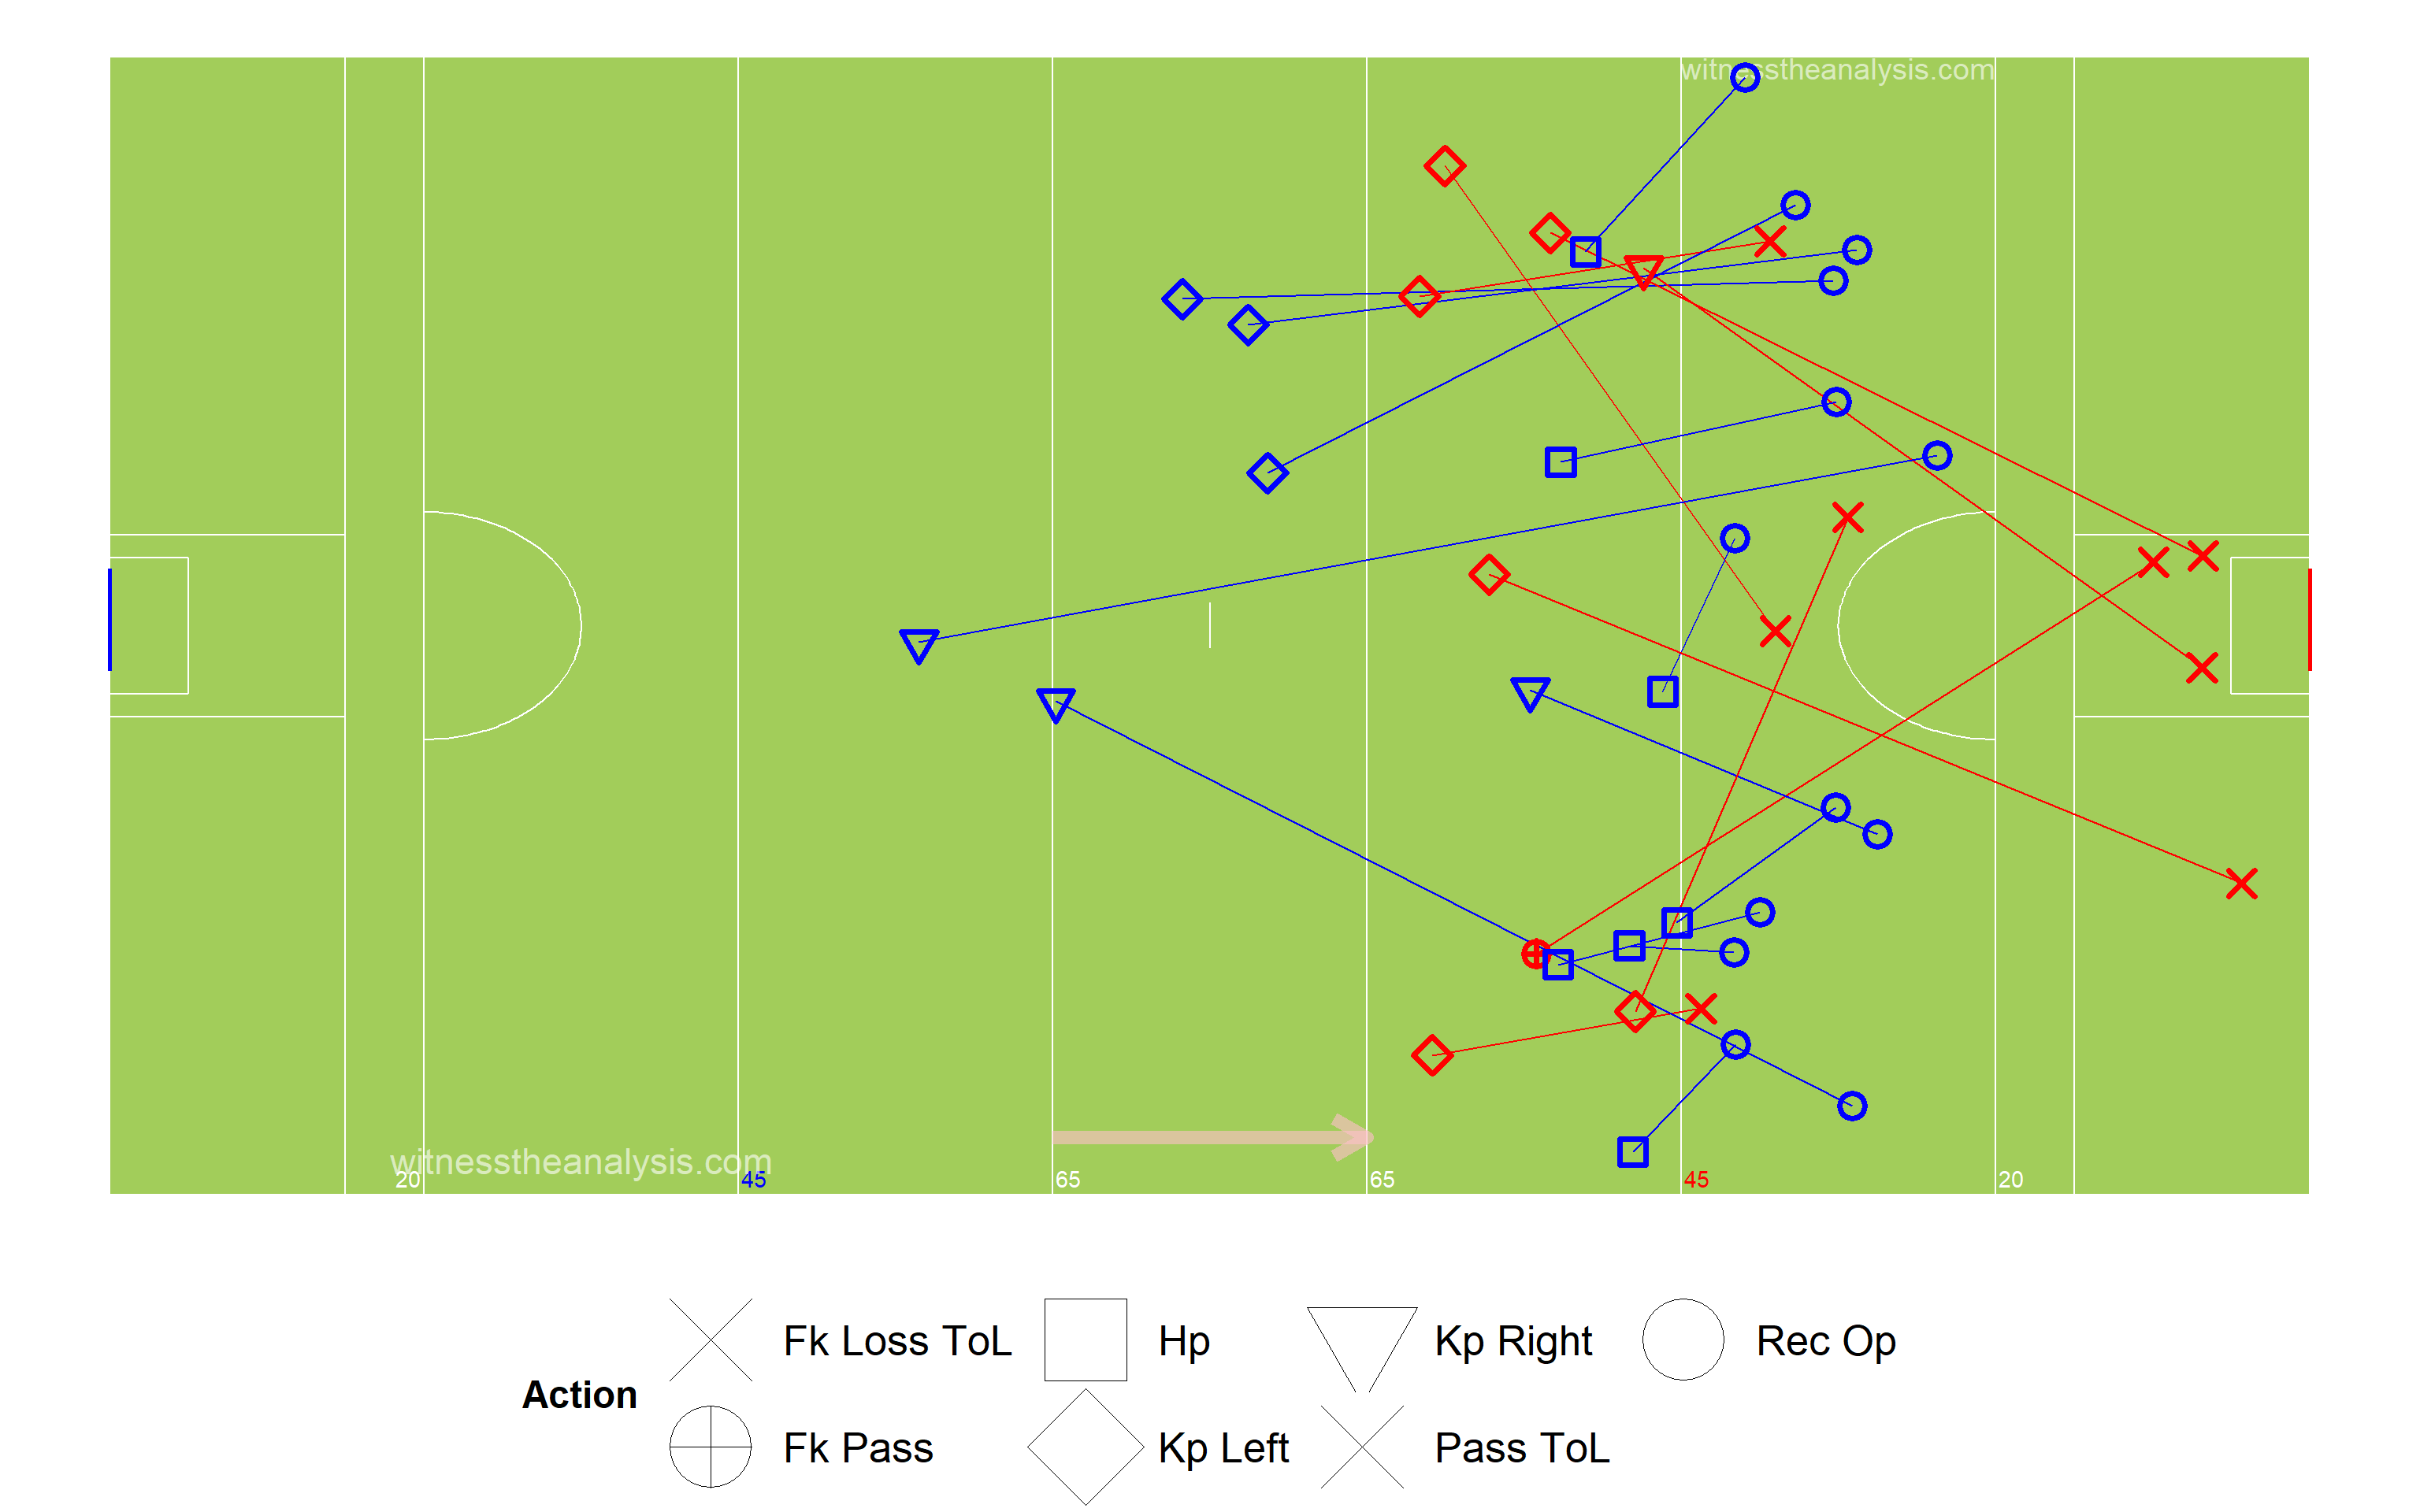 witnesstheanalysis.com
witnesstheanalysis.com
20 45 65 65 45 20
Action
Fk Loss ToL Hp Kp Right Rec Op
Fk Pass Kp Left Pass ToL